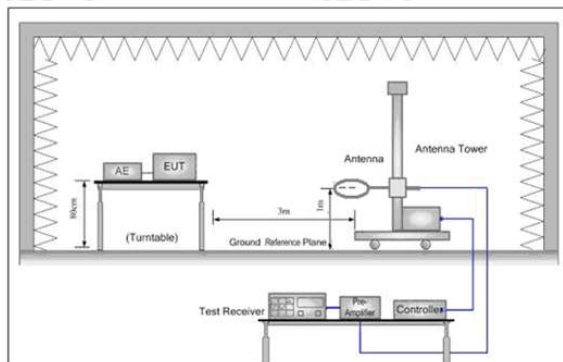 Antenna Tower
Antenna
EUT
AE
80cm
(Turntable)
3m
1m
Ground Reference Plane
Test Receiver
Pre-
Amplifier
Controller